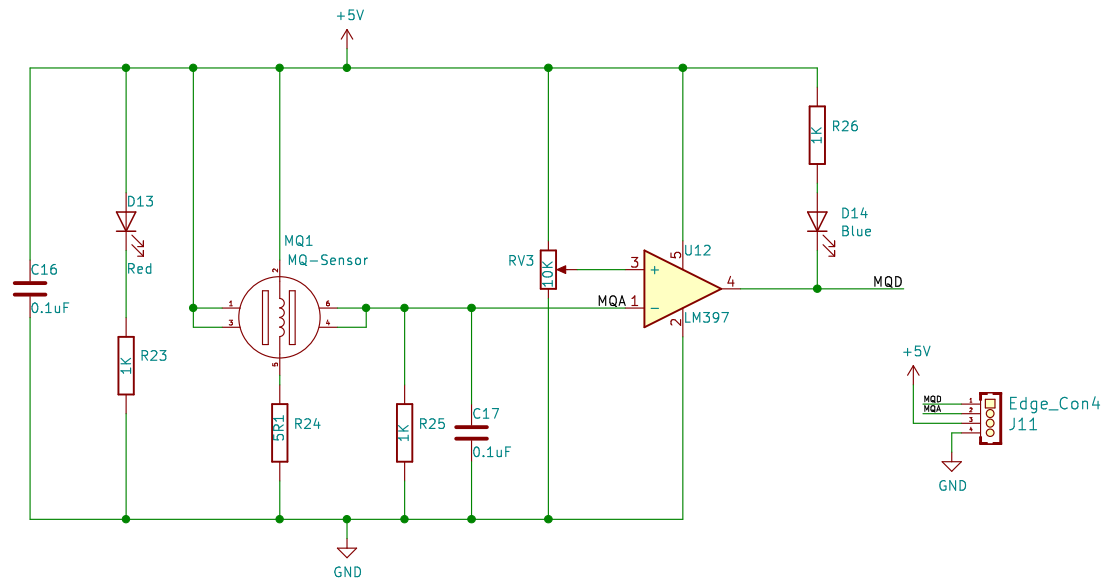 +5V
R26
1K
D13
D14
Blue
MQ1
MQ-Sensor
U12
Red
C16
0.1uF
RV3
10K
3
+
5
4
MQD
2
1
6
3
4
5
MQA
1
−
2
LM397
R23
1K
R24
5R1
R25
1K
C17
0.1uF
+5V
MQD
MQA
1
2
3
4
Edge_Con4
J11
GND
GND